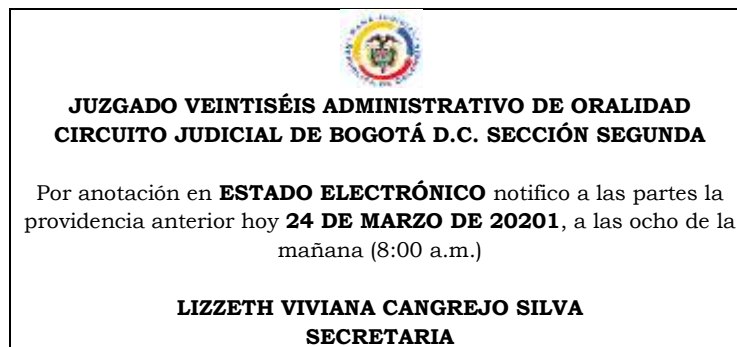 JUZGADO VEINTISÉIS ADMINISTRATIVO DE ORALIDAD
CIRCUITO JUDICIAL DE BOGOTÁ D.C. SECCIÓN SEGUNDA
Por anotación en ESTADO ELECTRÓNICO notifico a las partes la
providencia anterior hoy 24 DE MARZO DE 20201, a las ocho de la
mañana (8:00 a.m.)
LIZZETH VIVIANA CANGREJO SILVA
SECRETARIA